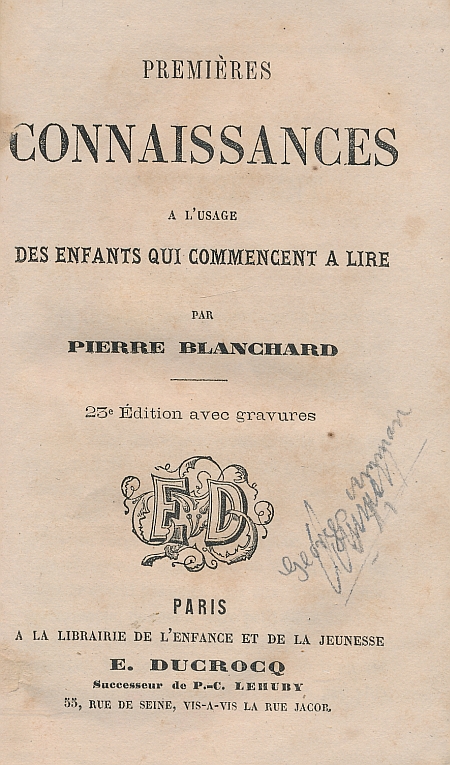 PREMIÈRES
CONNAISSANCES
A L'USAGE
DES ENFANTS QUI COMMENCENT A LIRE
PAR
PIERRE BLANCHARD
23e Édition avec gravures
ED
Georges
PARIS
A LA LIBRAIRIE DE L'ENFANCE ET DE LA JEUNESSE
E. DUCROCQ
Successeur de P.-C. LEHUBY
55, RUE DE SEINE, VIS-A-VIS LA RUE JACOB.